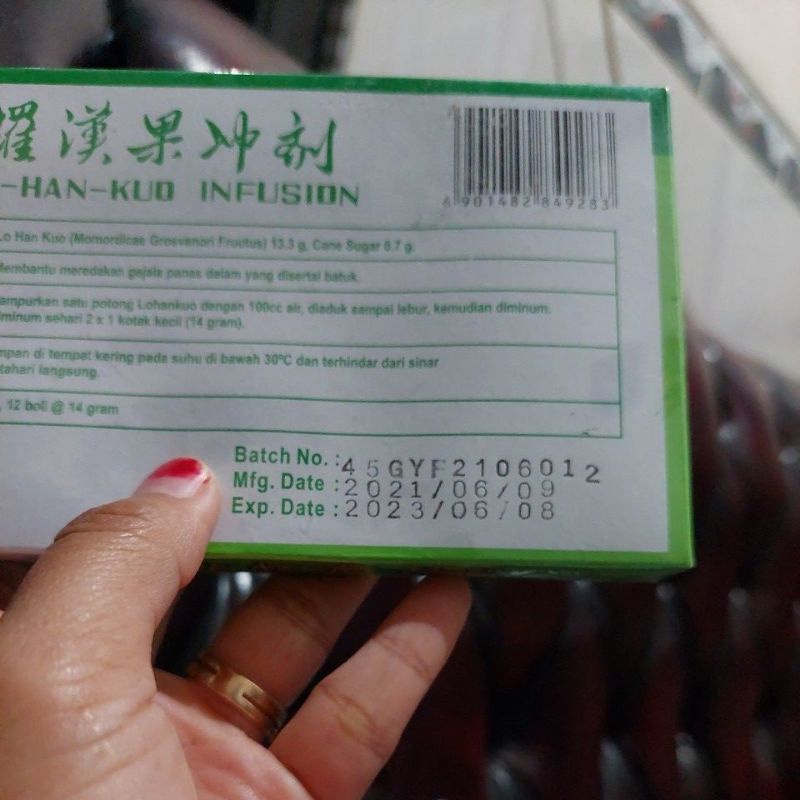 羅漢果冲剤
-HAN-KUO INFUSION
6 901482 849283
Lo Han Kuo (Momordicae Grosvenori Fructus) 13.3 g, Cane Sugar 0.7 g.
Membantu meredakan gejala panas dalam yang disertai batuk.
ampurkan satu potong Lohankuo dengan 100cc air, diaduk sampai lebur, kemudian diminum.
minum sehari 2 x 1 kotak kecil (14 gram).
mpan di tempat kering pada suhu di bawah 30°C dan terhindar dari sinar
tahari langsung.
, 12 boli @ 14 gram
Batch No. :45GYF2106012
Mfg. Date :2021/06/09
Exp. Date :2023/06/08